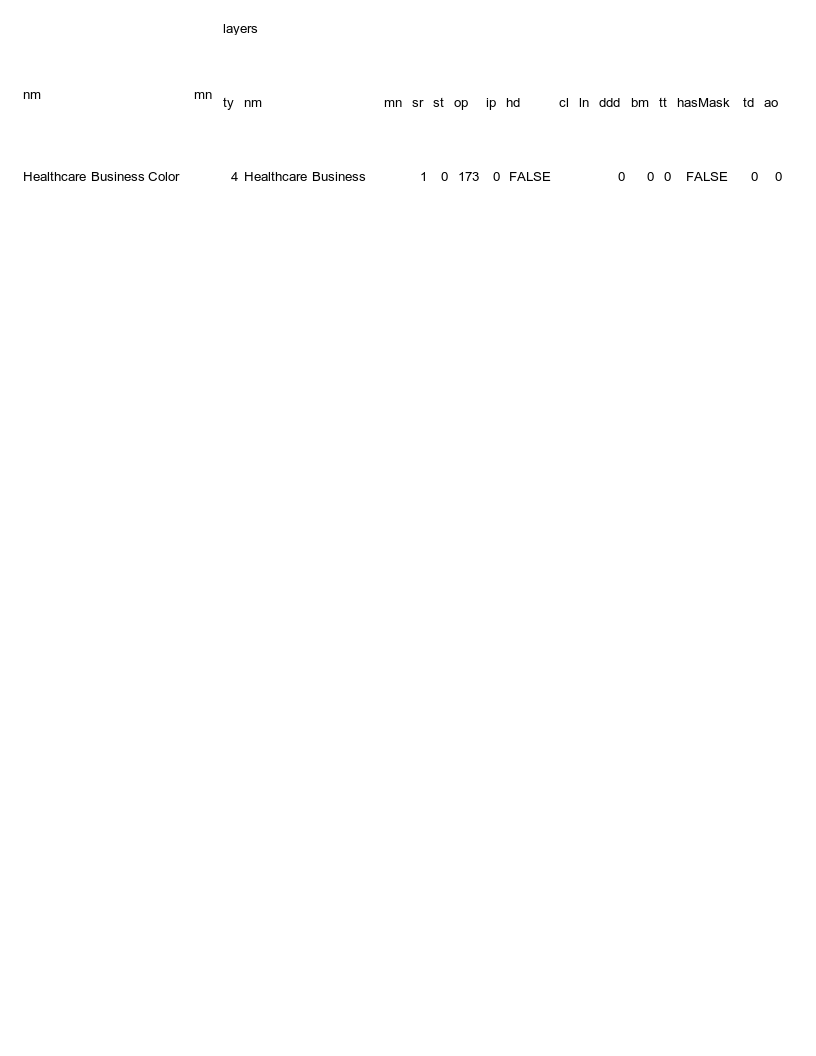 layers
nm mn
ty nm mn sr st op ip hd cl ln ddd bm tt hasMask td ao
Healthcare Business Color 4 Healthcare Business 1 0 173 0 FALSE 0 0 0 FALSE 0 0